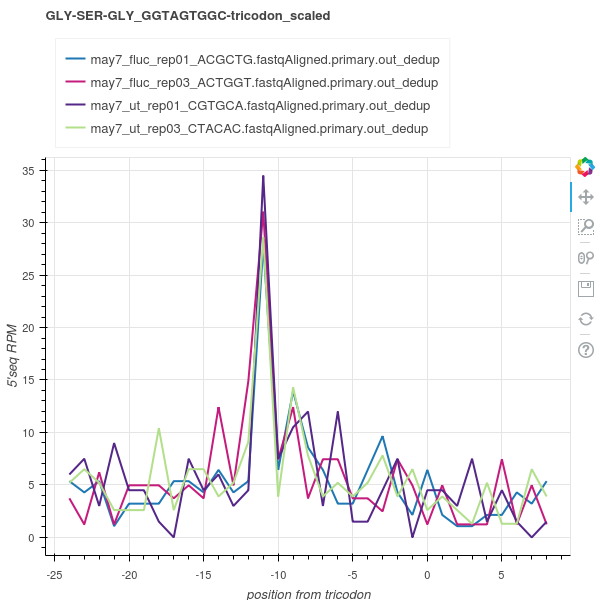 GLY-SER-GLY_GGTAGTGGC-tricodon_scaled
may7_fluc_rep01_ACGCTG.fastqAligned.primary.out_dedup
may7_fluc_rep03_ACTGGT.fastqAligned.primary.out_dedup
may7_ut_rep01_CGTGCA.fastqAligned.primary.out_dedup
may7_ut_rep03_CTACAC.fastqAligned.primary.out_dedup
35
30
25
20
15
10
5
0
5'seq RPM
-25 -20 -15 -10 -5 0 5
position from tricodon